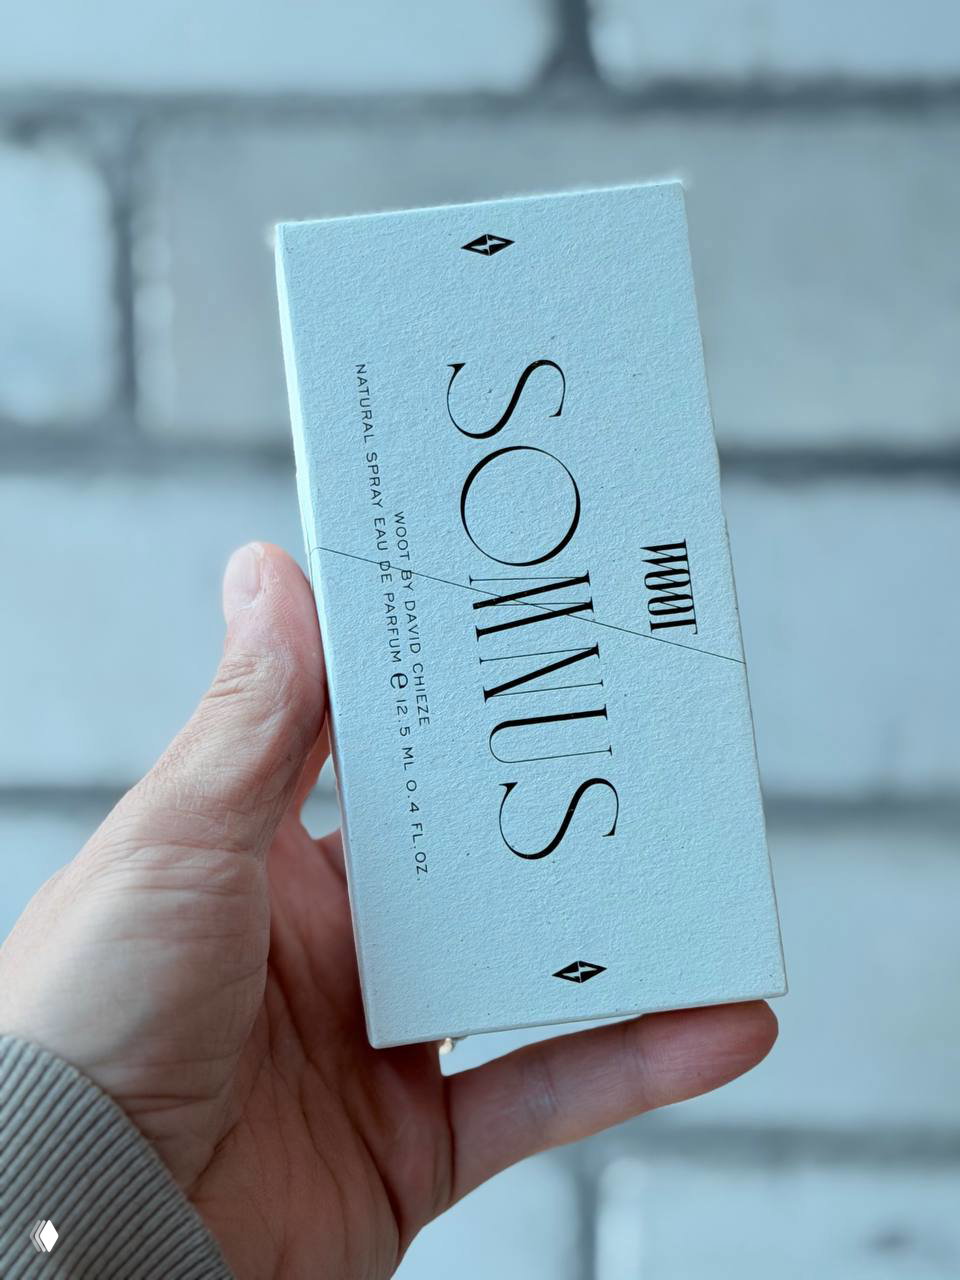 WOOT
SOMNUS
WOOT BY DAVID CHIEZE
NATURAL SPRAY EAU DE PARFUM ℮ 12.5 ML 0.4 FL.OZ.